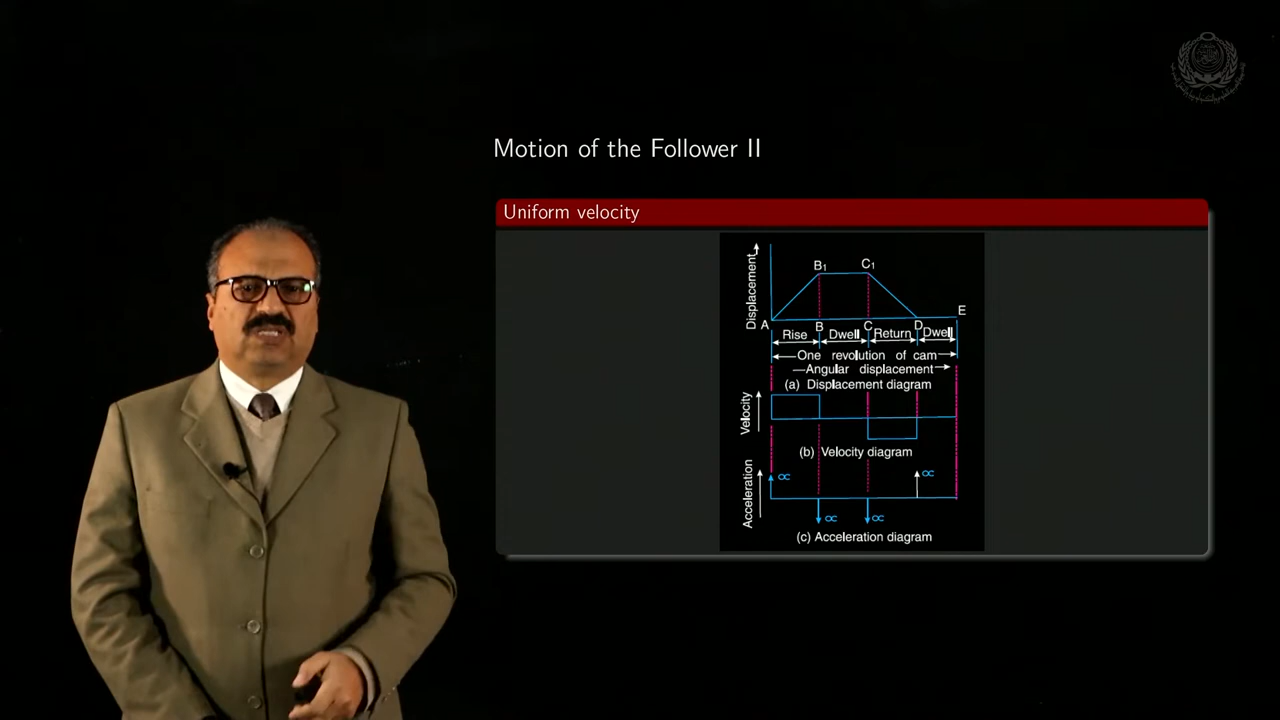 Motion of the Follower II
Uniform velocity
Displacement
B1 C1
A B C D E
Rise Dwell Return Dwell
One revolution of cam
Angular displacement
(a) Displacement diagram
Velocity
(b) Velocity diagram
Acceleration
∝ ∝
∝ ∝
(c) Acceleration diagram